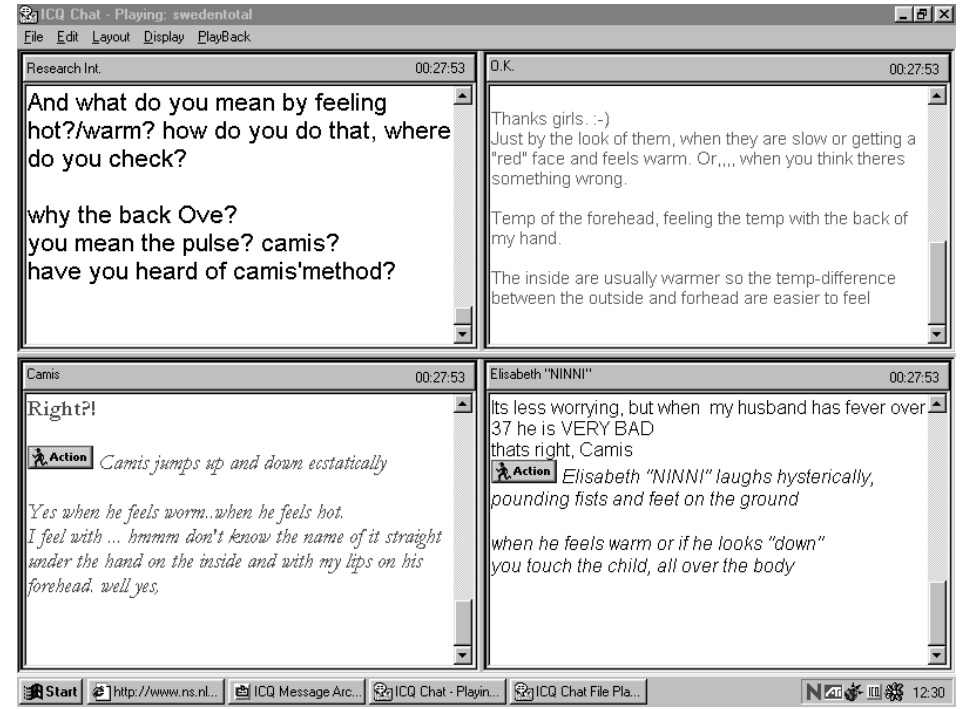 ICQ Chat - Playing: swedentotal
File Edit Layout Display PlayBack
Research Int. 00:27:53
And what do you mean by feeling
hot?/warm? how do you do that, where
do you check?
why the back Ove?
you mean the pulse? camis?
have you heard of camis'method?
O.K. 00:27:53
Thanks girls. :-)
Just by the look of them, when they are slow or getting a
"red" face and feels warm. Or,,,, when you think theres
something wrong.
Temp of the forehead, feeling the temp with the back of
my hand.
The inside are usually warmer so the temp-difference
between the outside and forhead are easier to feel
Camis 00:27:53
Right?!
Action Camis jumps up and down ecstatically
Yes when he feels worm..when he feels hot.
I feel with ... hmmm don't know the name of it straight
under the hand on the inside and with my lips on his
forehead. well yes,
Elisabeth "NINNI" 00:27:53
Its less worrying, but when my husband has fever over
37 he is VERY BAD
thats right, Camis
Action Elisabeth "NINNI" laughs hysterically,
pounding fists and feet on the ground
when he feels warm or if he looks "down"
you touch the child, all over the body
Start http://www.ns.nl... ICQ Message Arc... ICQ Chat - Playin... ICQ Chat File Pla... N 12:30